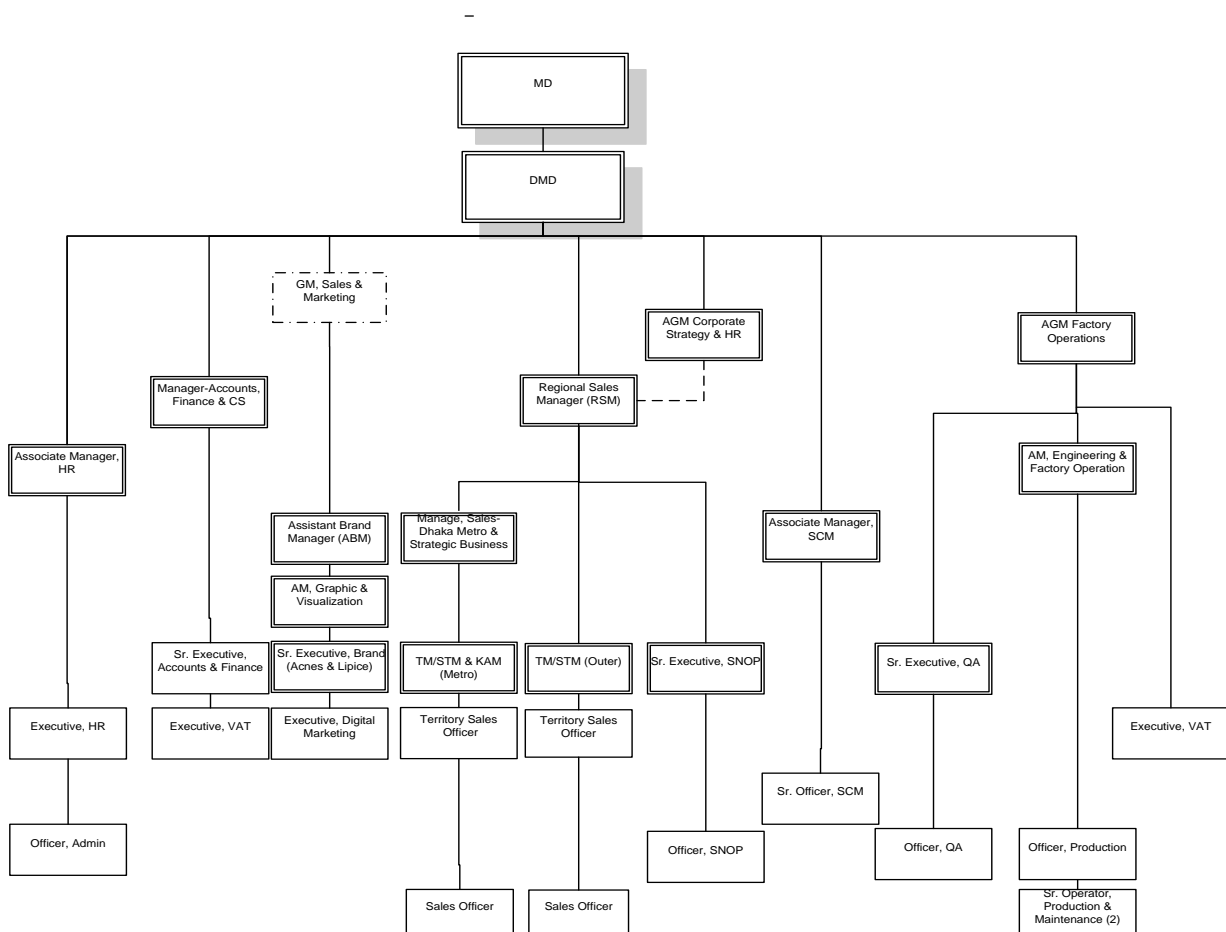 MD
DMD
GM, Sales &
Marketing
AGM Corporate
Strategy & HR
AGM Factory
Operations
Manager-Accounts,
Finance & CS
Regional Sales
Manager (RSM)
Associate Manager,
HR
AM, Engineering &
Factory Operation
Assistant Brand
Manager (ABM)
Manage, Sales-
Dhaka Metro &
Strategic Business
Associate Manager,
SCM
AM, Graphic &
Visualization
Sr. Executive,
Accounts & Finance
Sr. Executive, Brand
(Acnes & Lipice)
TM/STM & KAM
(Metro)
TM/STM (Outer)
Sr. Executive, SNOP
Sr. Executive, QA
Executive, HR
Executive, VAT
Executive, Digital
Marketing
Territory Sales
Officer
Territory Sales
Officer
Executive, VAT
Sr. Officer, SCM
Officer, Admin
Officer, SNOP
Officer, QA
Officer, Production
Sales Officer
Sales Officer
Sr. Operator,
Production &
Maintenance (2)